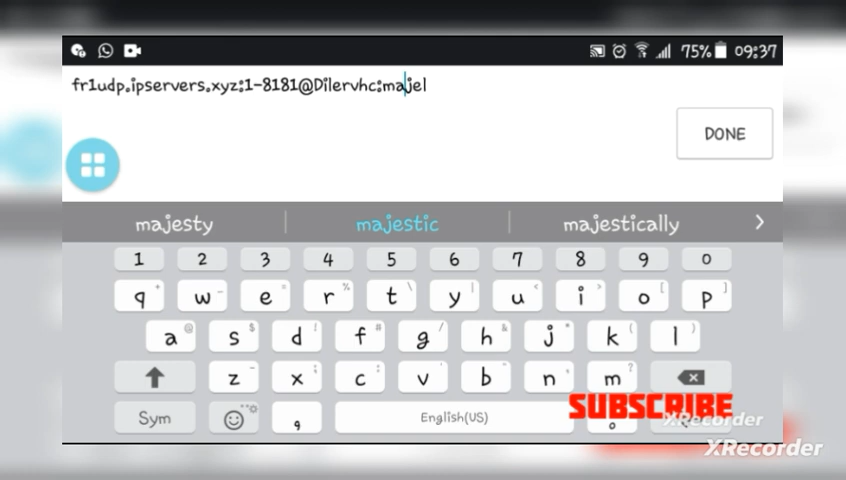 75% 09:37
fr1udp.ipservers.xyz:1-8181@Dilervhc:majel
DONE
majesty majestic majestically >
1 2 3 4 5 6 7 8 9 0
q w e r t y u i o p
a s d f g h j k l
z x c v b n m
Sym , English(US)
SUBSCRIBE
XRecorder
XRecorder